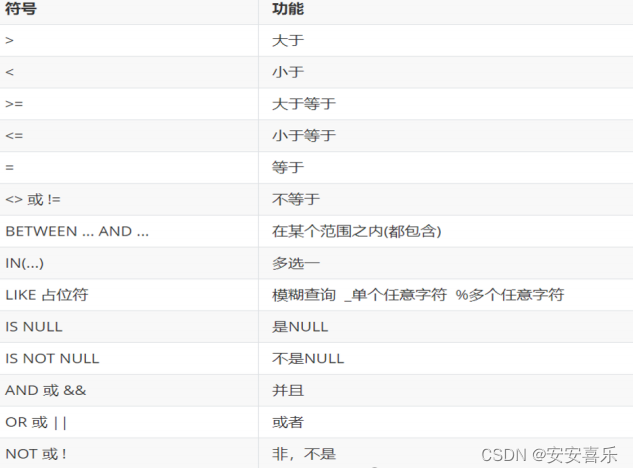 符号 功能
> 大于
< 小于
>= 大于等于
<= 小于等于
= 等于
<> 或 != 不等于
BETWEEN ... AND ... 在某个范围之内(都包含)
IN(...) 多选一
LIKE 占位符 模糊查询 _单个任意字符 %多个任意字符
IS NULL 是NULL
IS NOT NULL 不是NULL
AND 或 && 并且
OR 或 || 或者
NOT 或 ! 非，不是
CSDN @安安喜乐